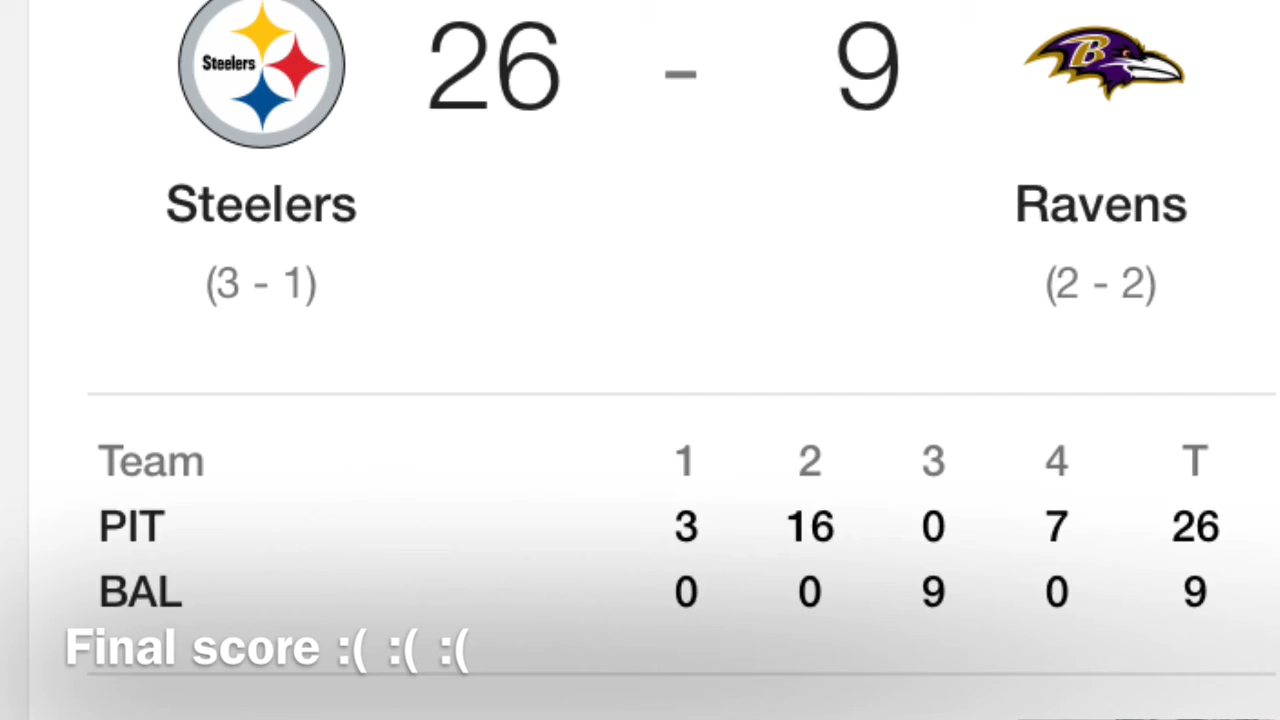 Steelers 26 - 9 B
Steelers Ravens
(3 - 1) (2 - 2)
Team 1 2 3 4 T
PIT 3 16 0 7 26
BAL 0 0 9 0 9
Final score :( :( :(